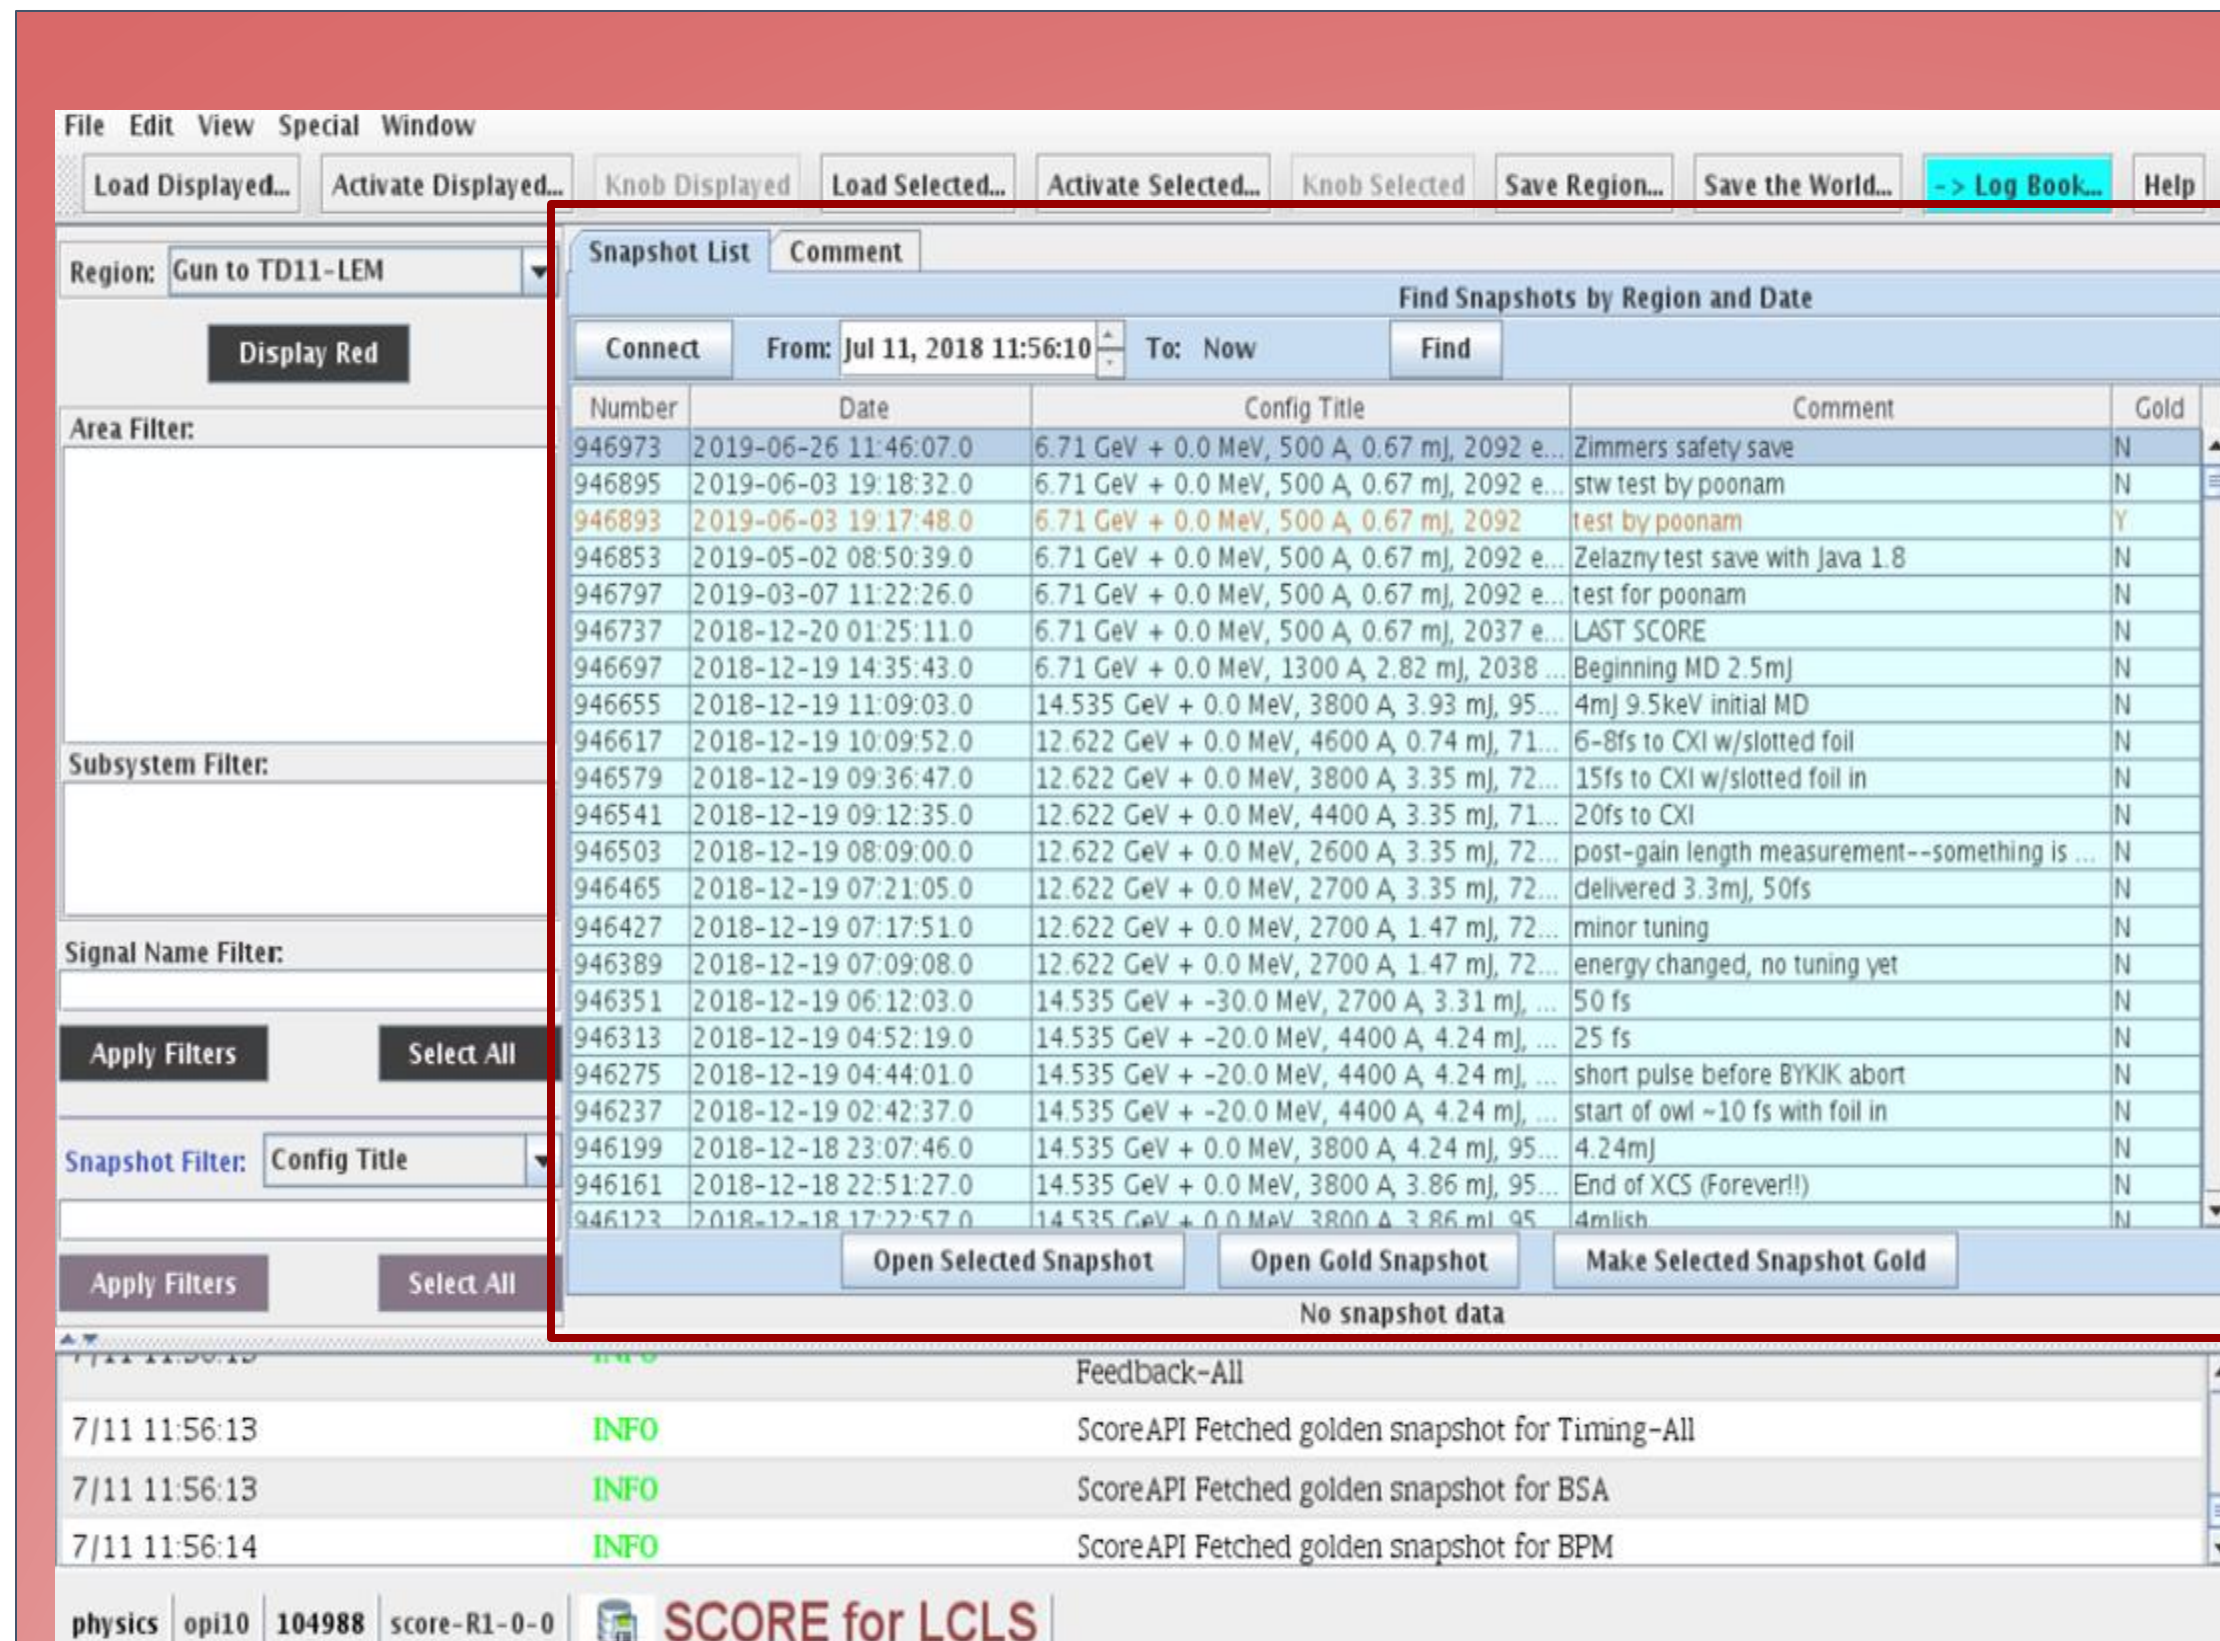 File Edit View Special Window
Load Displayed... Activate Displayed... Knob Displayed Load Selected... Activate Selected... Knob Selected Save Region... Save the World... -> Log Book... Help
Region: Gun to TD11-LEM
Display Red
Area Filter:
Subsystem Filter:
Signal Name Filter:
Apply Filters Select All
Snapshot Filter: Config Title
Apply Filters Select All
Snapshot List Comment
Find Snapshots by Region and Date
Connect From: Jul 11, 2018 11:56:10 To: Now Find
Number Date Config Title Comment Gold
946973 2019-06-26 11:46:07.0 6.71 GeV + 0.0 MeV, 500 A, 0.67 mJ, 2092 e... Zimmers safety save N
946895 2019-06-03 19:18:32.0 6.71 GeV + 0.0 MeV, 500 A, 0.67 mJ, 2092 e... stw test by poonam N
946893 2019-06-03 19:17:48.0 6.71 GeV + 0.0 MeV, 500 A, 0.67 mJ, 2092 test by poonam Y
946853 2019-05-02 08:50:39.0 6.71 GeV + 0.0 MeV, 500 A, 0.67 mJ, 2092 e... Zelazny test save with Java 1.8 N
946797 2019-03-07 11:22:26.0 6.71 GeV + 0.0 MeV, 500 A, 0.67 mJ, 2092 e... test for poonam N
946737 2018-12-20 01:25:11.0 6.71 GeV + 0.0 MeV, 500 A, 0.67 mJ, 2037 e... LAST SCORE N
946697 2018-12-19 14:35:43.0 6.71 GeV + 0.0 MeV, 1300 A, 2.82 mJ, 2038 ... Beginning MD 2.5mJ N
946655 2018-12-19 11:09:03.0 14.535 GeV + 0.0 MeV, 3800 A, 3.93 mJ, 95... 4mJ 9.5keV initial MD N
946617 2018-12-19 10:09:52.0 12.622 GeV + 0.0 MeV, 4600 A, 0.74 mJ, 71... 6-8fs to CXI w/slotted foil N
946579 2018-12-19 09:36:47.0 12.622 GeV + 0.0 MeV, 3800 A, 3.35 mJ, 72... 15fs to CXI w/slotted foil in N
946541 2018-12-19 09:12:35.0 12.622 GeV + 0.0 MeV, 4400 A, 3.35 mJ, 71... 20fs to CXI N
946503 2018-12-19 08:09:00.0 12.622 GeV + 0.0 MeV, 2600 A, 3.35 mJ, 72... post-gain length measurement--something is ... N
946465 2018-12-19 07:21:05.0 12.622 GeV + 0.0 MeV, 2700 A, 3.35 mJ, 72... delivered 3.3mJ, 50fs N
946427 2018-12-19 07:17:51.0 12.622 GeV + 0.0 MeV, 2700 A, 1.47 mJ, 72... minor tuning N
946389 2018-12-19 07:09:08.0 12.622 GeV + 0.0 MeV, 2700 A, 1.47 mJ, 72... energy changed, no tuning yet N
946351 2018-12-19 06:12:03.0 14.535 GeV + -30.0 MeV, 2700 A, 3.31 mJ, ... 50 fs N
946313 2018-12-19 04:52:19.0 14.535 GeV + -20.0 MeV, 4400 A, 4.24 mJ, ... 25 fs N
946275 2018-12-19 04:44:01.0 14.535 GeV + -20.0 MeV, 4400 A, 4.24 mJ, ... short pulse before BYKIK abort N
946237 2018-12-19 02:42:37.0 14.535 GeV + -20.0 MeV, 4400 A, 4.24 mJ, ... start of owl ~10 fs with foil in N
946199 2018-12-18 23:07:46.0 14.535 GeV + 0.0 MeV, 3800 A, 4.24 mJ, 95... 4.24mJ N
946161 2018-12-18 22:51:27.0 14.535 GeV + 0.0 MeV, 3800 A, 3.86 mJ, 95... End of XCS (Forever!!) N
946123 2018-12-18 17:22:57.0 14.535 GeV + 0.0 MeV, 3800 A, 3.86 mJ, 95 4mJish N
Open Selected Snapshot Open Gold Snapshot Make Selected Snapshot Gold
No snapshot data
7/11 11:56:13 INFO Feedback-All
7/11 11:56:13 INFO ScoreAPI Fetched golden snapshot for Timing-All
7/11 11:56:13 INFO ScoreAPI Fetched golden snapshot for BSA
7/11 11:56:14 INFO ScoreAPI Fetched golden snapshot for BPM
physics opi10 104988 score-R1-0-0 SCORE for LCLS